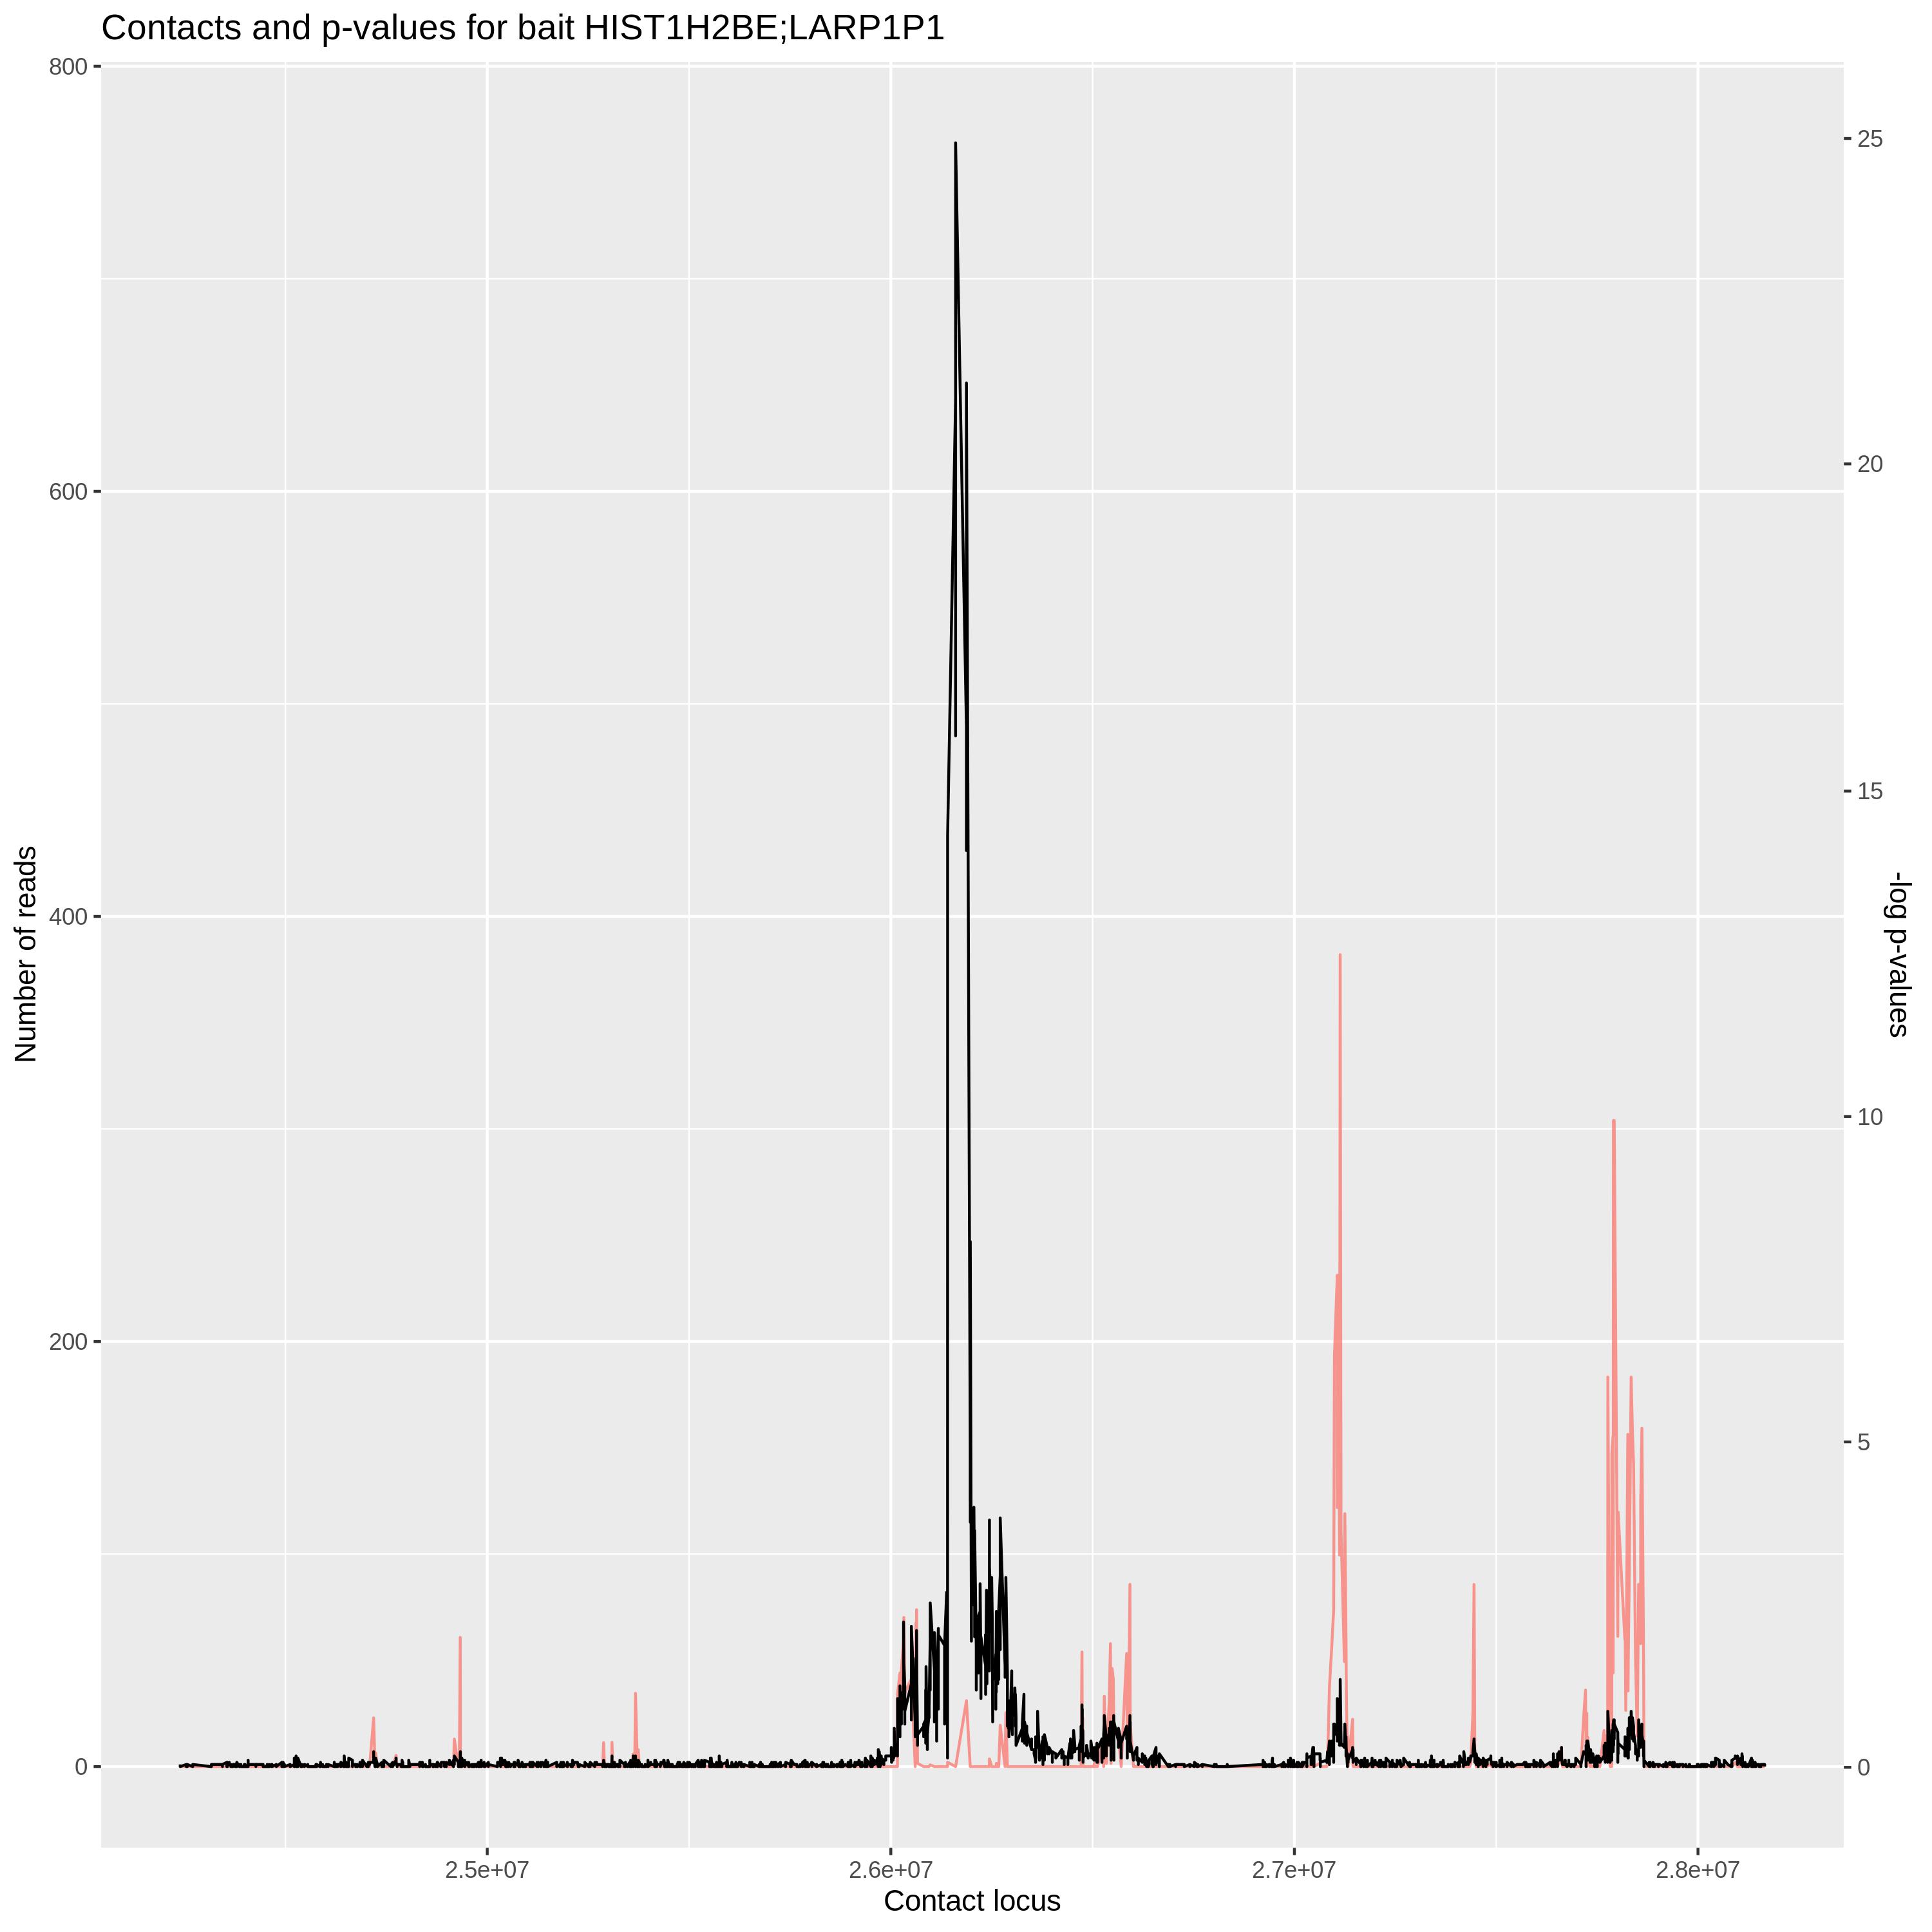 Contacts and p-values for bait HIST1H2BE;LARP1P1
800
600
400
200
0
Number of reads
25
20
15
10
5
0
-log p-values
2.5e+07
2.6e+07
2.7e+07
2.8e+07
Contact locus